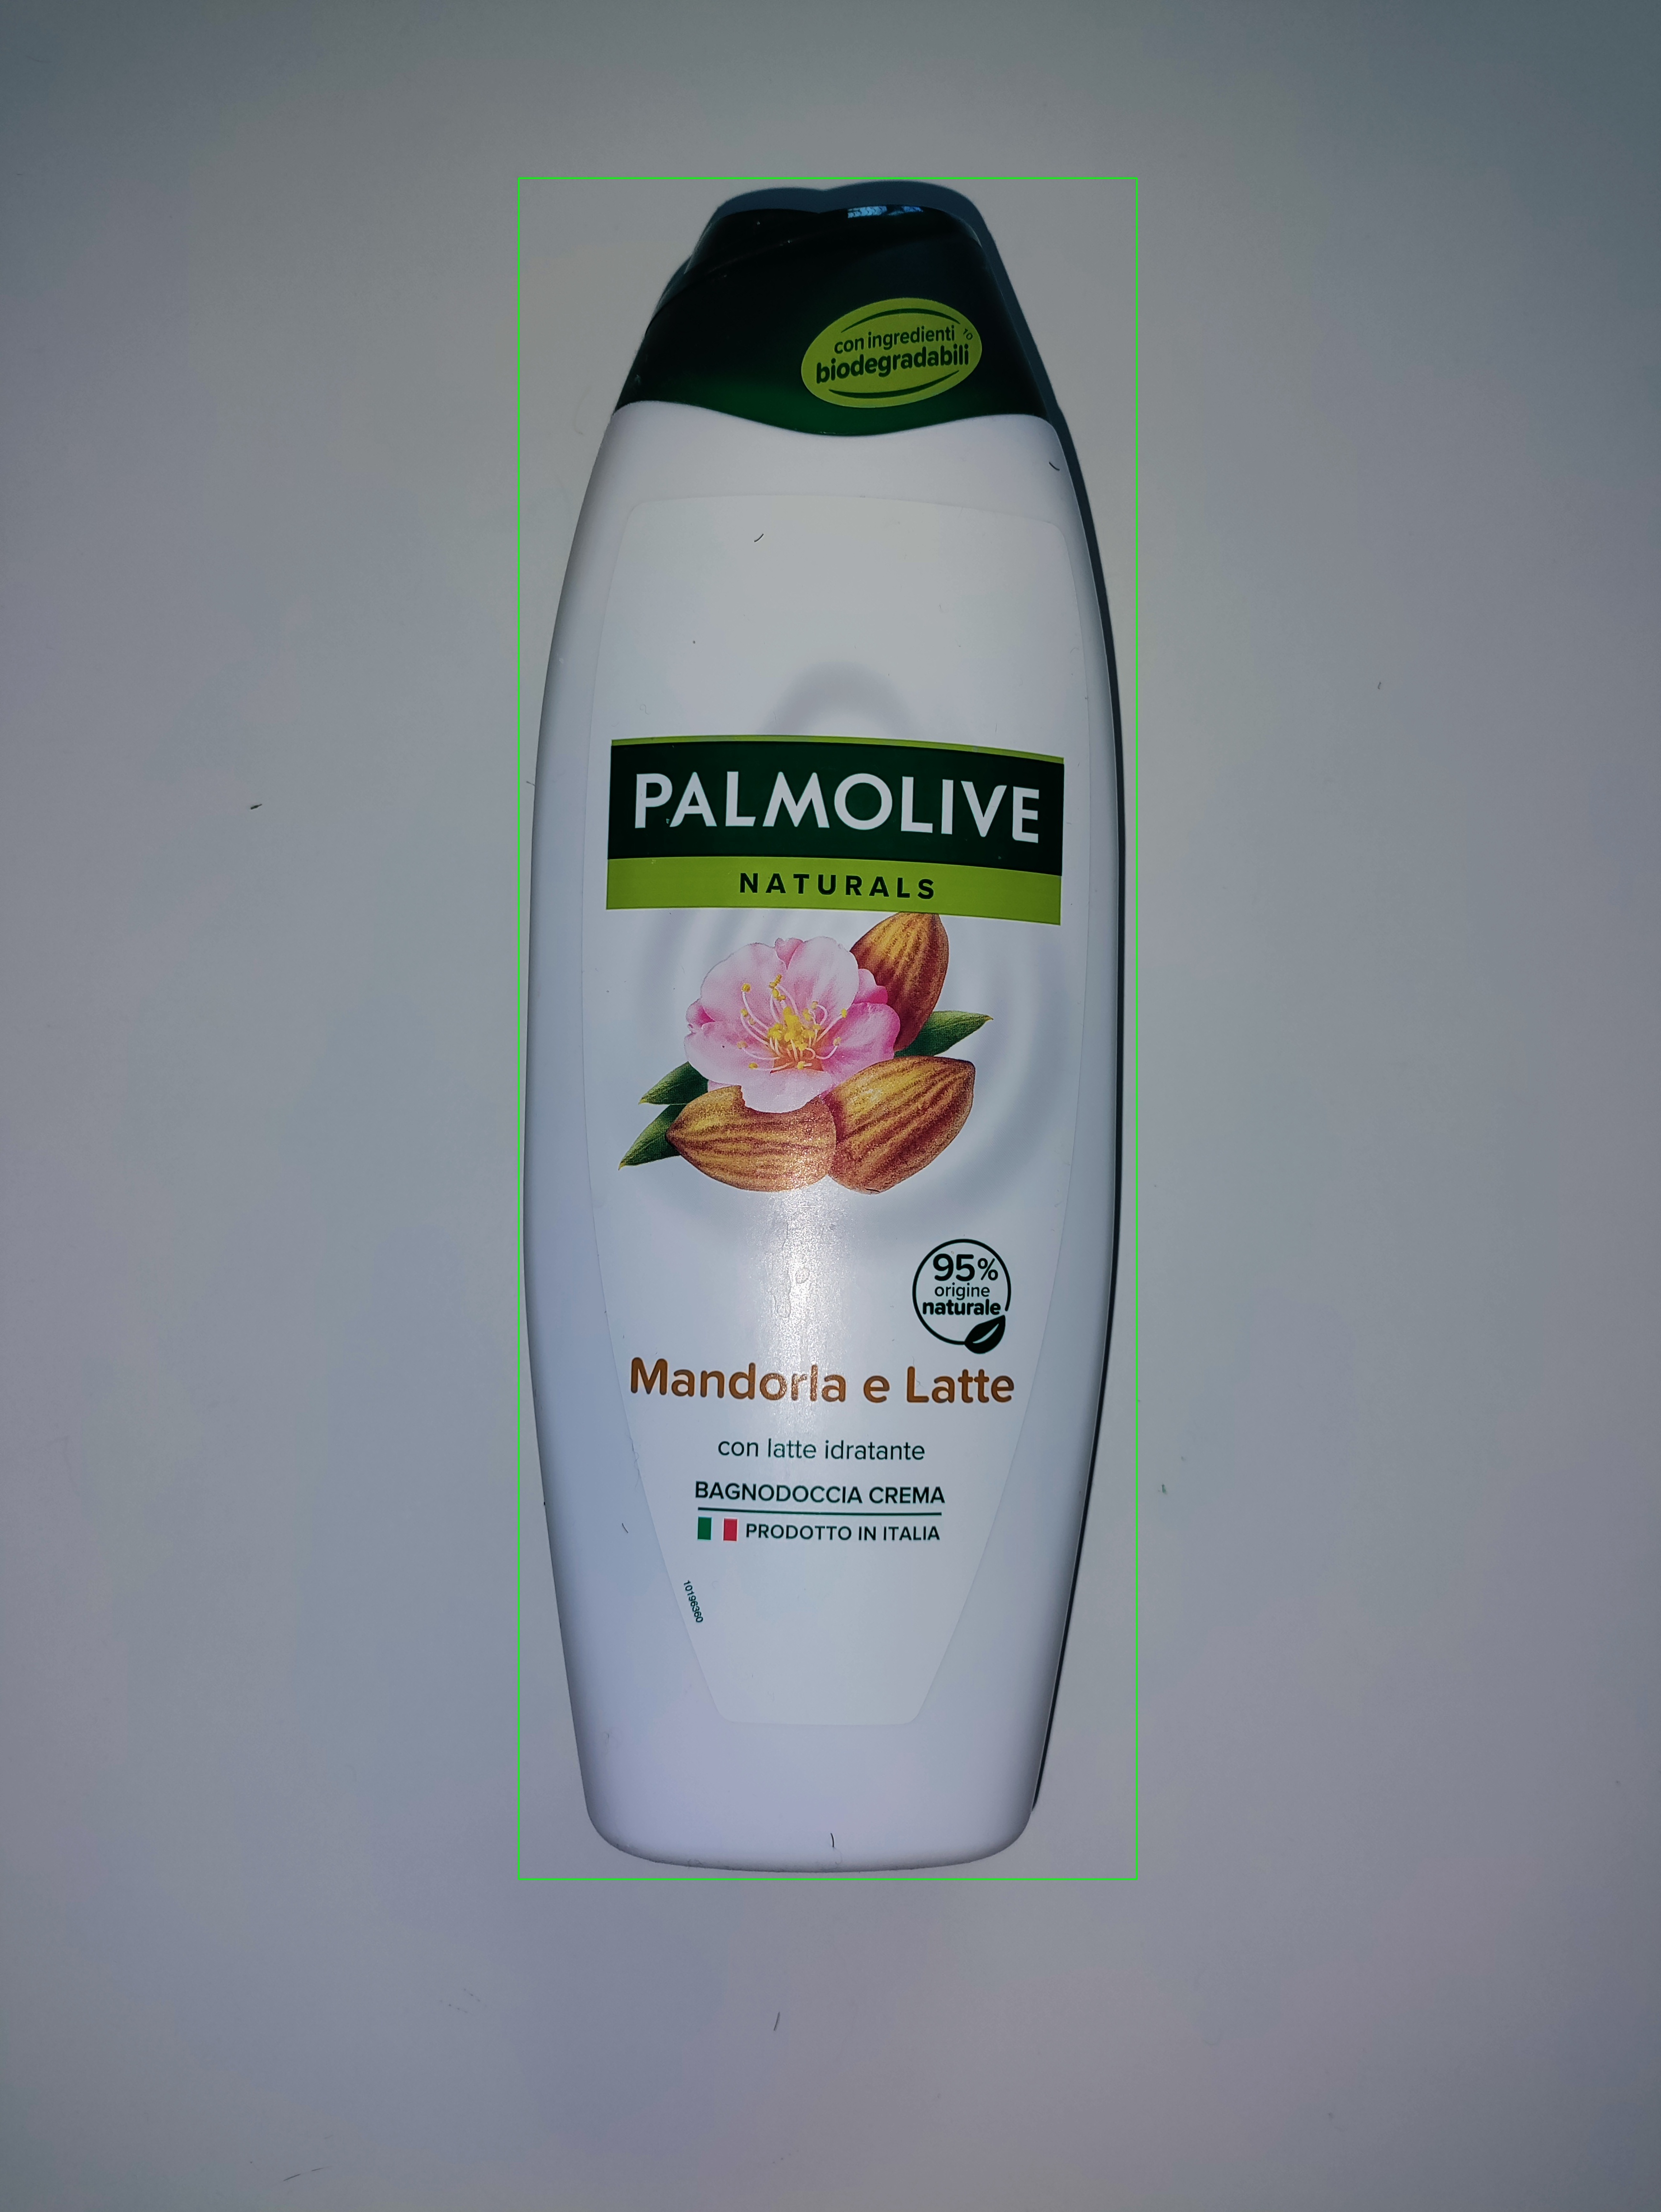 con ingredienti 10
biodegradabili
PALMOLIVE
NATURALS
95%
origine
naturale
Mandorla e Latte
con latte idratante
BAGNODOCCIA CREMA
PRODOTTO IN ITALIA
10196360